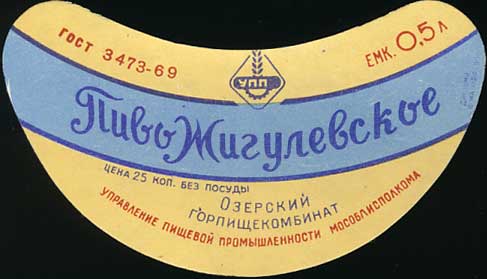 ГОСТ 3473-69
УПП
ЕМК. 0,5 л
Пиво Жигулевское
ЦЕНА 25 КОП. БЕЗ ПОСУДЫ
ОЗЕРСКИЙ
ГОРПИЩЕКОМБИНАТ
УПРАВЛЕНИЕ ПИЩЕВОЙ ПРОМЫШЛЕННОСТИ МОСОБЛИСПОЛКОМА